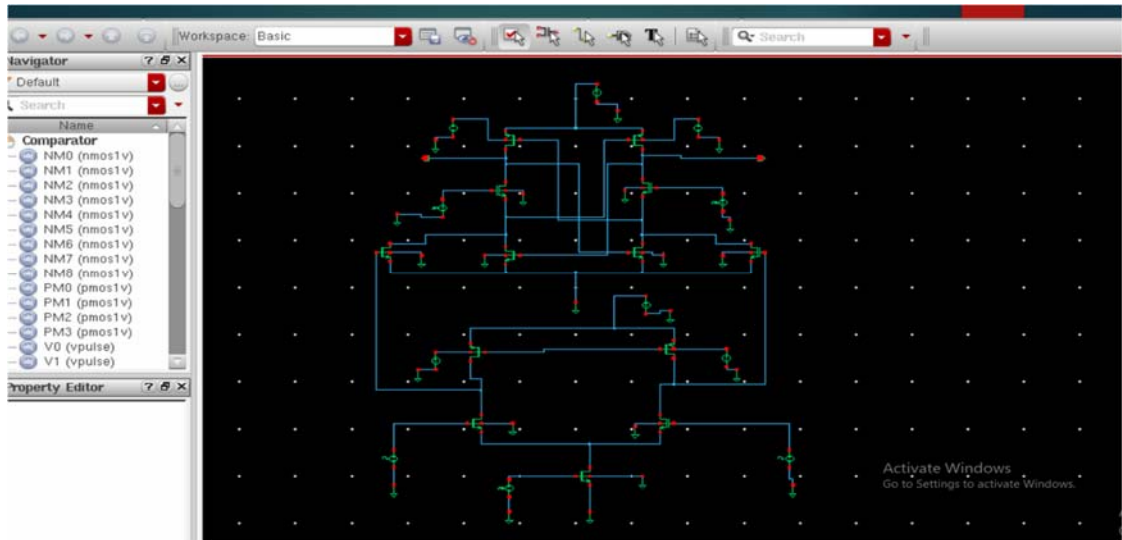 Workspace: Basic
Search
Navigator
Default
Search
Name
Comparator
NM0 (nmos1v)
NM1 (nmos1v)
NM2 (nmos1v)
NM3 (nmos1v)
NM4 (nmos1v)
NM5 (nmos1v)
NM6 (nmos1v)
NM7 (nmos1v)
NM8 (nmos1v)
PM0 (pmos1v)
PM1 (pmos1v)
PM2 (pmos1v)
PM3 (pmos1v)
V0 (vpulse)
V1 (vpulse)
Property Editor
Activate Windows
Go to Settings to activate Windows.